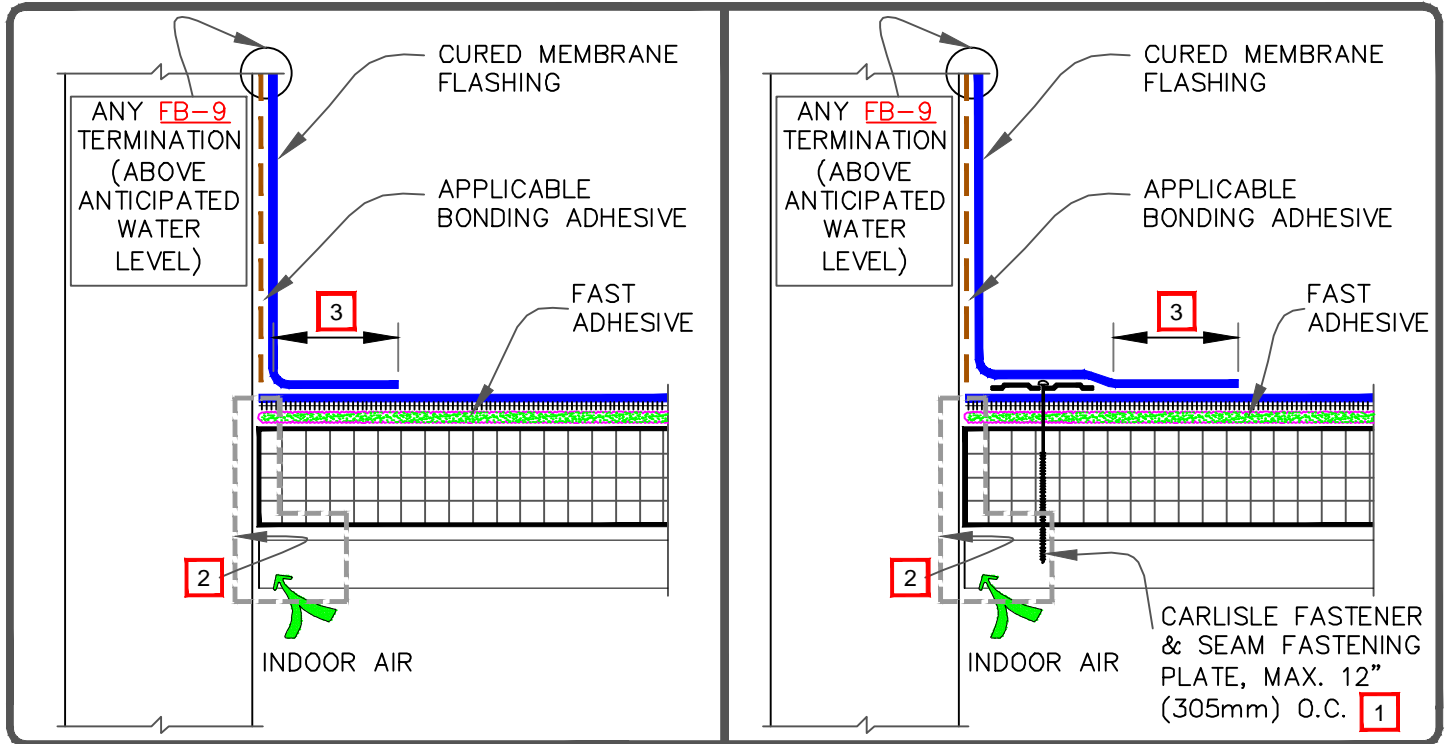 CURED MEMBRANE
FLASHING
ANY FB-9
TERMINATION
(ABOVE
ANTICIPATED
WATER
LEVEL)
APPLICABLE
BONDING ADHESIVE
FAST
ADHESIVE
3
2
INDOOR AIR
CURED MEMBRANE
FLASHING
ANY FB-9
TERMINATION
(ABOVE
ANTICIPATED
WATER
LEVEL)
APPLICABLE
BONDING ADHESIVE
FAST
ADHESIVE
3
2
INDOOR AIR
CARLISLE FASTENER
& SEAM FASTENING
PLATE, MAX. 12"
(305mm) O.C. 1